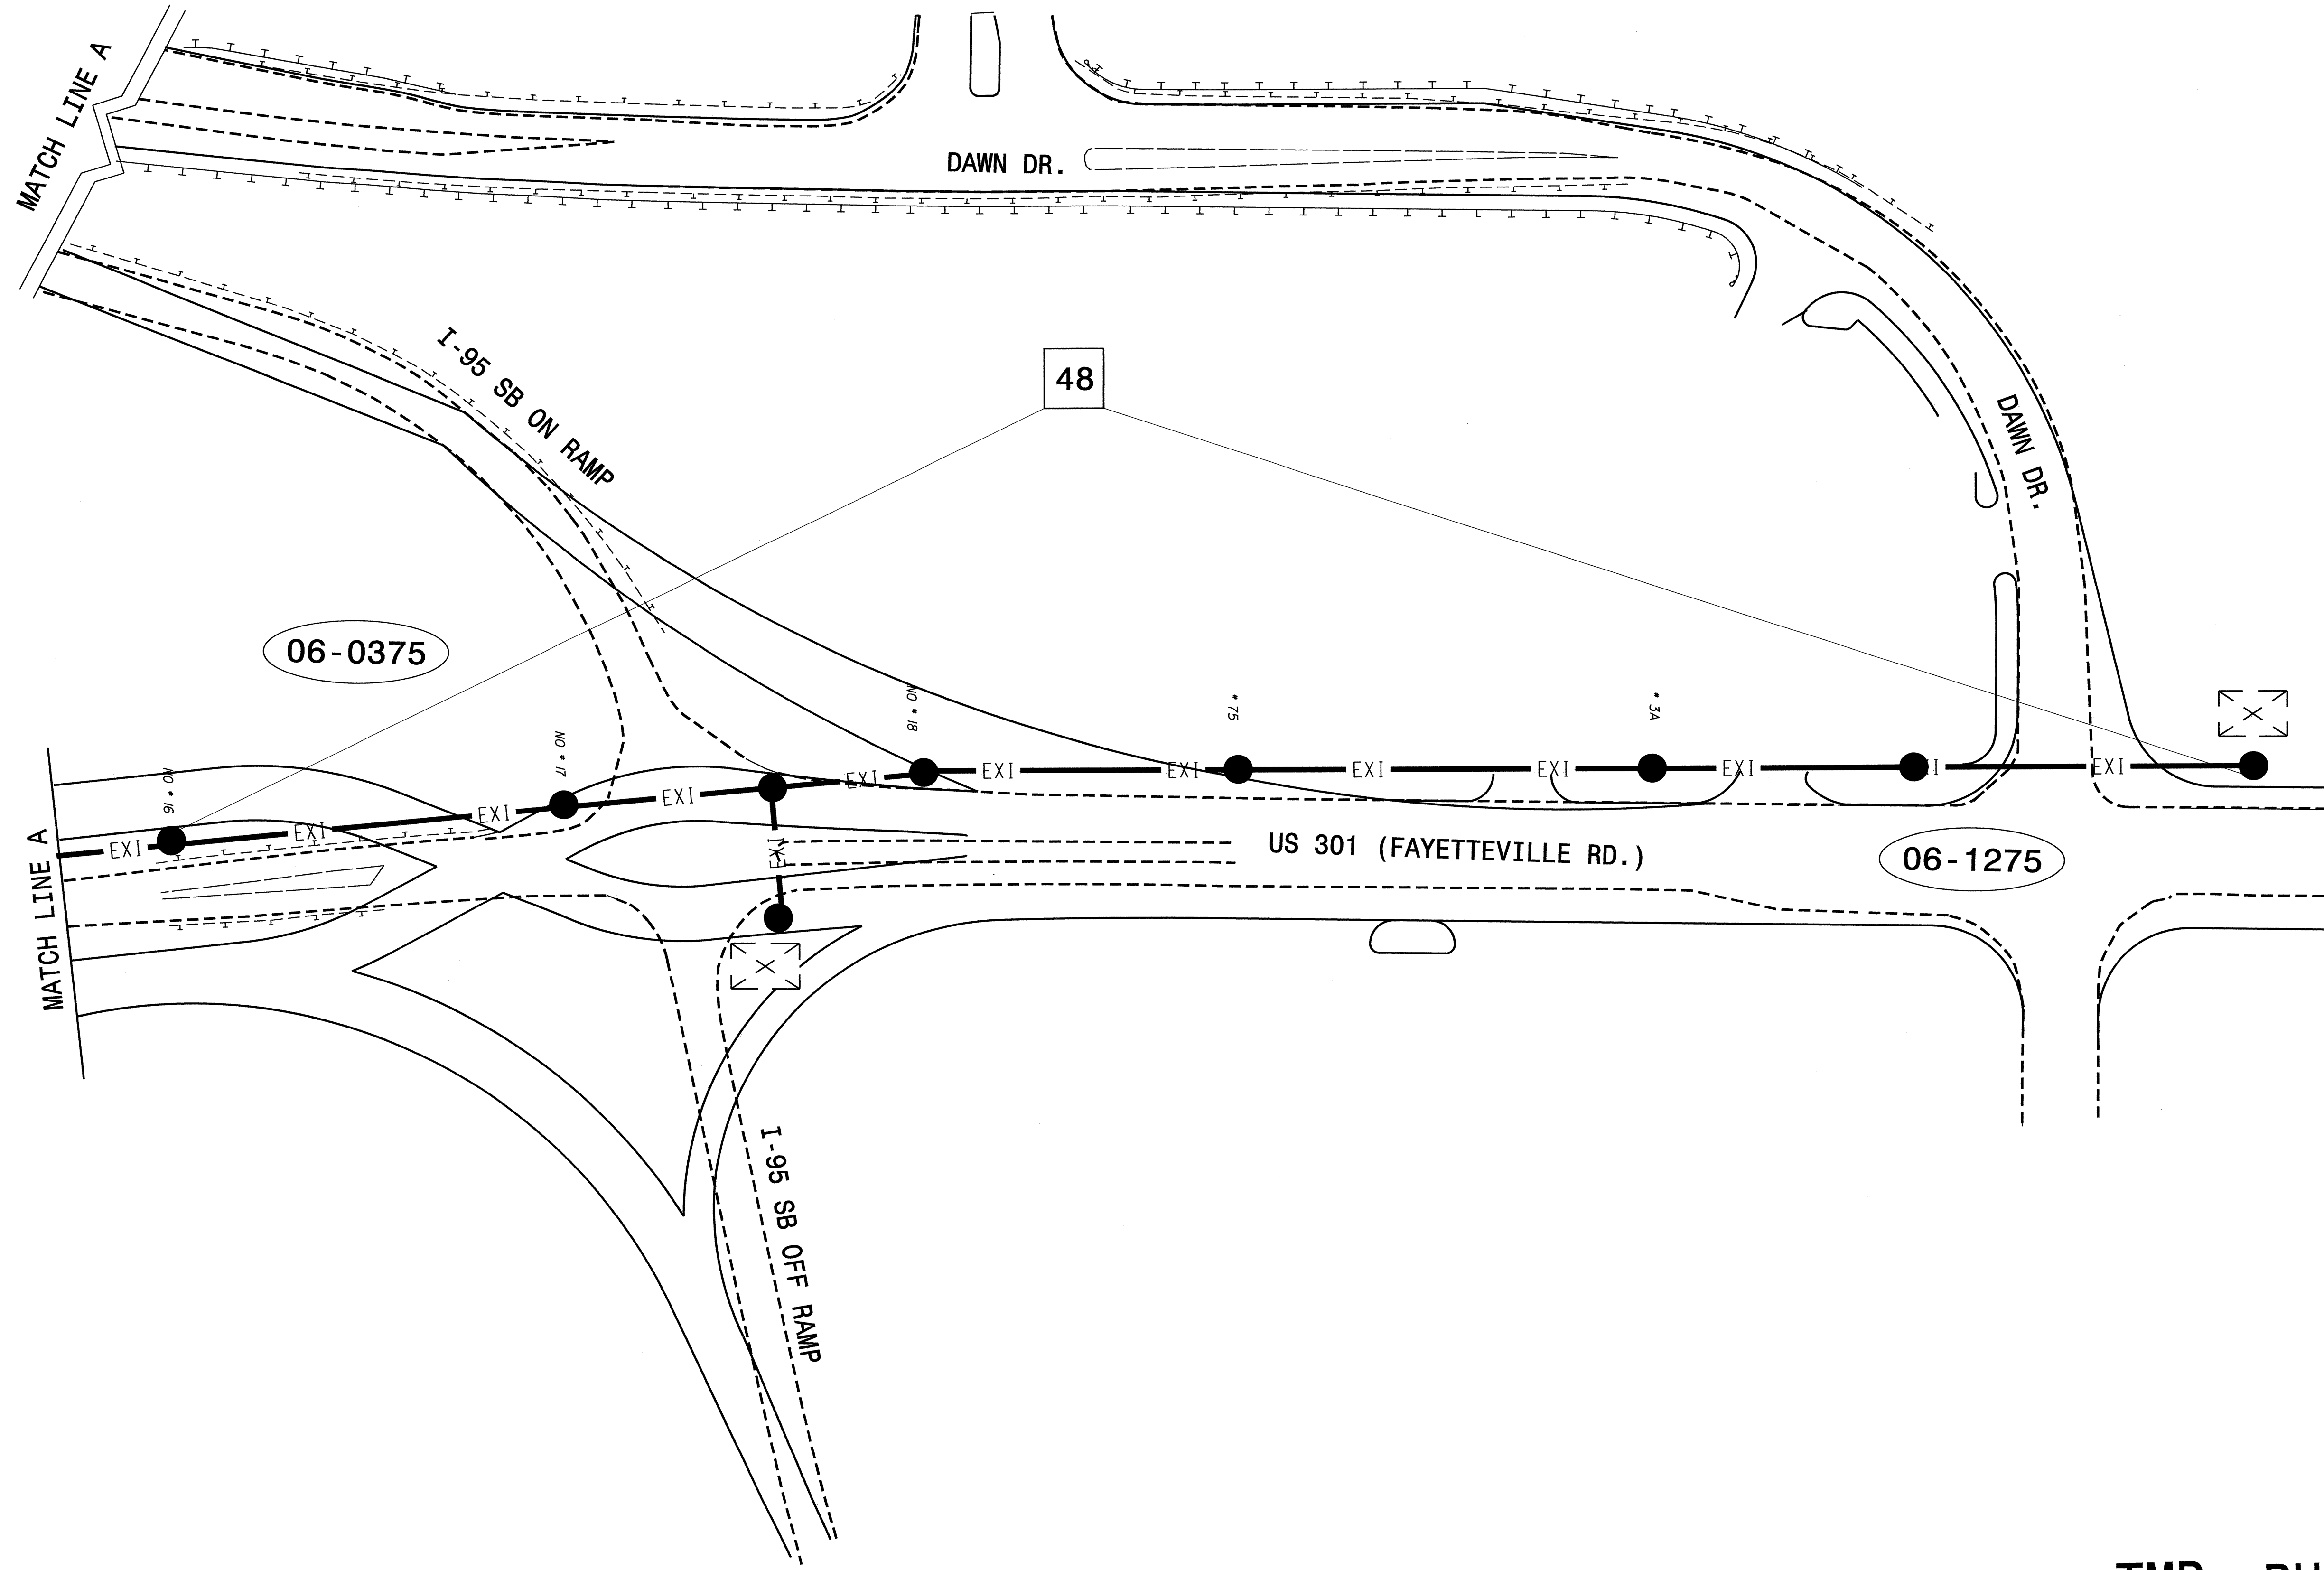 MATCH LINE A
DAWN DR.
I-95 SB ON RAMP
48
DAWN DR.
06-0375
NO # 16
NO # 17
NO # 18
# 75
# 3A
EXI
EXI
EXI
EXI
EXI
EXI
EXI
EXI
EXI
EXI
EXI
EXI
MATCH LINE A
US 301 (FAYETTEVILLE RD.)
06-1275
I-95 SB OFF RAMP